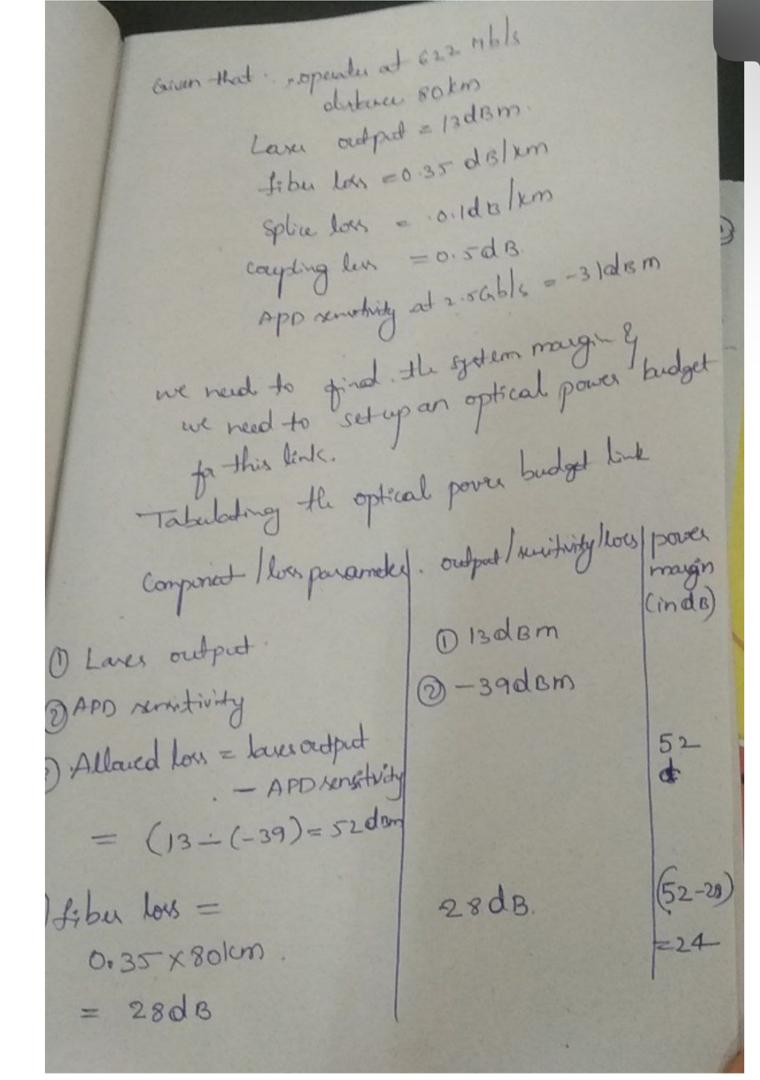 Given that . operates at 622 Mb/s
distance 80km
Laser output = 13dBm.
fiber loss = 0.35 dB/km
Splice loss = 0.1dB/km
coupling loss = 0.5dB.
APD sensitivity at 2.5Gb/s = -31dBm
we need to find the system margin &
we need to setup an optical power budget
for this link.
Tabulating the optical power budget link
Component / loss parameter. output/sensitivity/loss power
margin
(in dB)
① Laser output ① 13dBm
② APD sensitivity ② -39dBm
Allowed loss = laser output 52
- APD sensitivity
= (13 - (-39) = 52dBm
fiber loss = 28dB. (52-28)
0.35 × 80km. =24
= 28dB